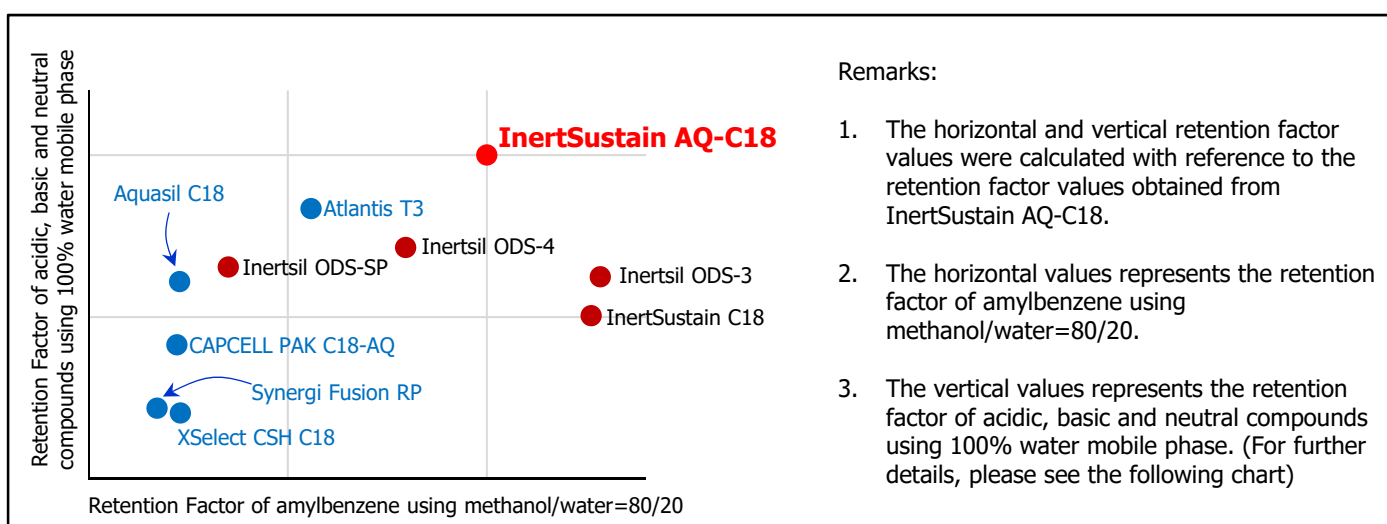 Retention Factor of acidic, basic and neutral
compounds using 100% water mobile phase
InertSustain AQ-C18
Aquasil C18
Atlantis T3
Inertsil ODS-4
Inertsil ODS-SP
Inertsil ODS-3
InertSustain C18
CAPCELL PAK C18-AQ
Synergi Fusion RP
XSelect CSH C18
Retention Factor of amylbenzene using methanol/water=80/20
Remarks:
1. The horizontal and vertical retention factor
values were calculated with reference to the
retention factor values obtained from
InertSustain AQ-C18.
2. The horizontal values represents the retention
factor of amylbenzene using
methanol/water=80/20.
3. The vertical values represents the retention
factor of acidic, basic and neutral compounds
using 100% water mobile phase. (For further
details, please see the following chart)